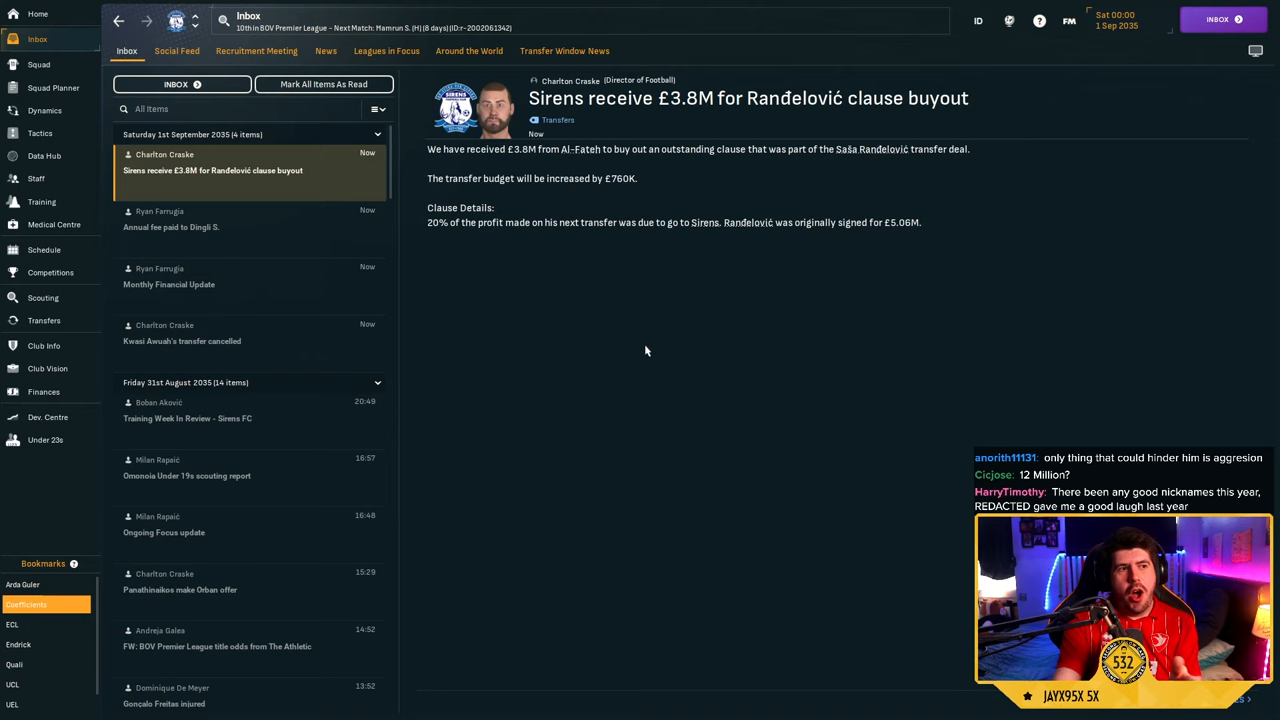 Home
Inbox
Squad
Squad Planner
Dynamics
Tactics
Data Hub
Staff
Training
Medical Centre
Schedule
Competitions
Scouting
Transfers
Club Info
Club Vision
Finances
Dev. Centre
Under 23s
Bookmarks
Arda Guler
Coefficients
ECL
Endrick
Quali
UCL
UEL
Inbox
10th in BOV Premier League - Next Match: Mamrun S. (H) (8 days) (ID:r-2002061342)
ID
FM
Sat 00:00
1 Sep 2035
INBOX
Inbox
Social Feed
Recruitment Meeting
News
Leagues in Focus
Around the World
Transfer Window News
INBOX
Mark All Items As Read
All Items
Saturday 1st September 2035 (4 items)
Charlton Craske
Now
Sirens receive £3.8M for Ranđelović clause buyout
Ryan Farrugia
Now
Annual fee paid to Dingli S.
Ryan Farrugia
Now
Monthly Financial Update
Charlton Craske
Now
Kwasi Awuah's transfer cancelled
Friday 31st August 2035 (14 items)
Boban Aković
20:49
Training Week In Review - Sirens FC
Milan Rapaić
16:57
Omonoia Under 19s scouting report
Milan Rapaić
16:48
Ongoing Focus update
Charlton Craske
15:29
Panathinaikos make Orban offer
Andreja Galea
14:52
FW: BOV Premier League title odds from The Athletic
Dominique De Meyer
13:52
Gonçalo Freitas injured
SIRENS
Charlton Craske (Director of Football)
Sirens receive £3.8M for Ranđelović clause buyout
Transfers
Now
We have received £3.8M from Al-Fateh to buy out an outstanding clause that was part of the Saša Ranđelović transfer deal.
The transfer budget will be increased by £760K.
Clause Details:
20% of the profit made on his next transfer was due to go to Sirens. Ranđelović was originally signed for £5.06M.
anorith11131: only thing that could hinder him is aggresion
Cicjose: 12 Million?
HarryTimothy: There been any good nicknames this year,
REDACTED gave me a good laugh last year
532
JAYX95X 5X